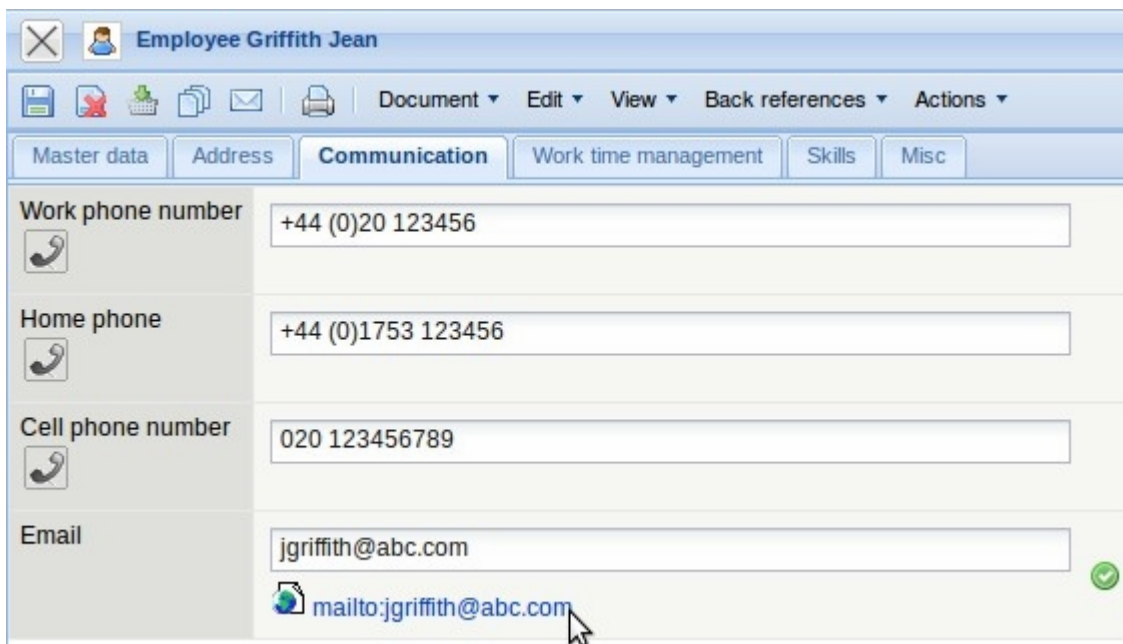 Employee Griffith Jean
Document Edit View Back references Actions
Master data Address Communication Work time management Skills Misc
Work phone number +44 (0)20 123456
Home phone +44 (0)1753 123456
Cell phone number 020 123456789
Email jgriffith@abc.com
mailto:jgriffith@abc.com